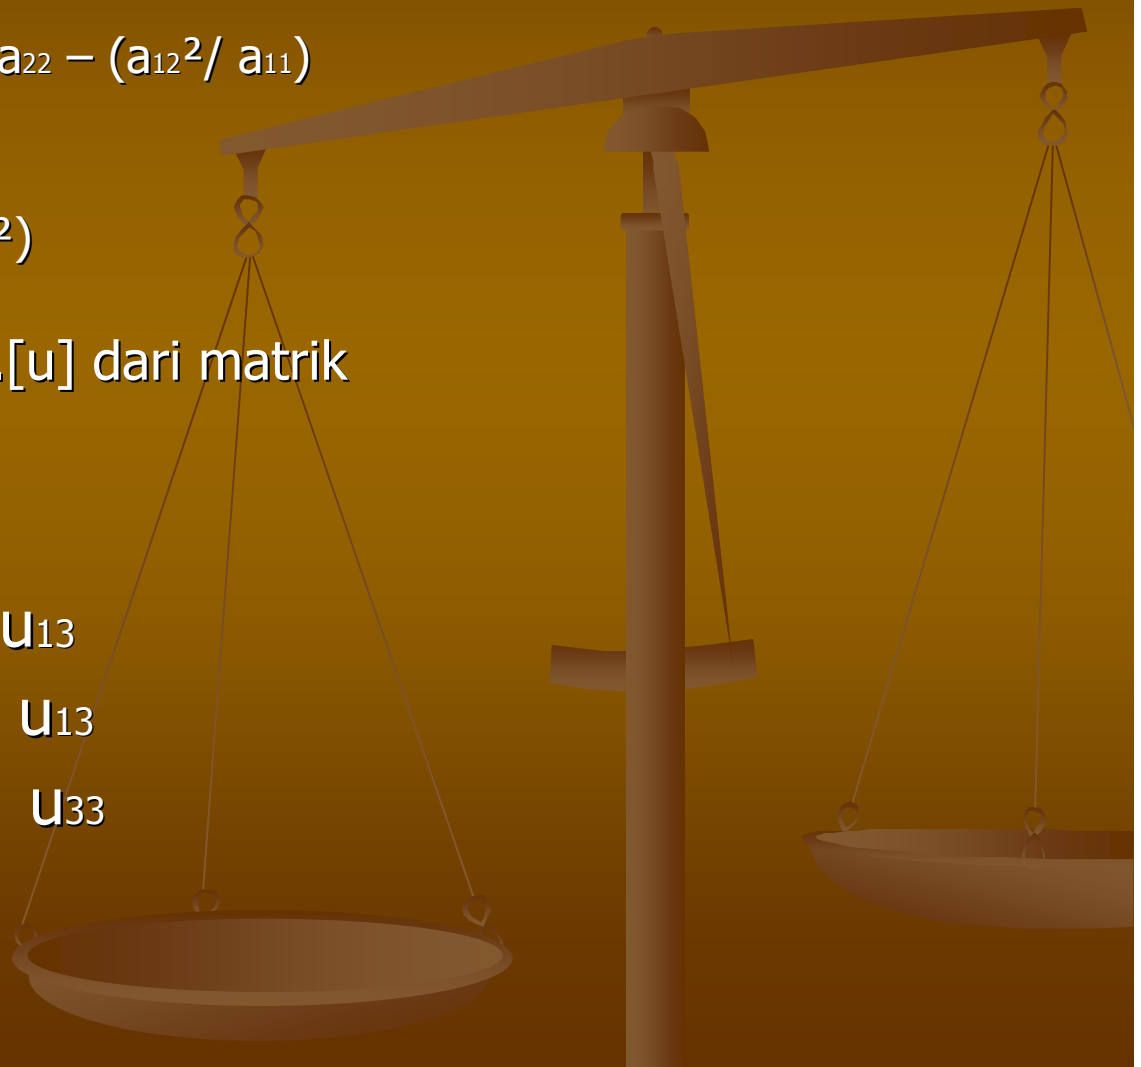 a₂₂ – (a₁₂²/ a₁₁)
²)
.[u] dari matrik
u₁₃
u₁₃
u₃₃